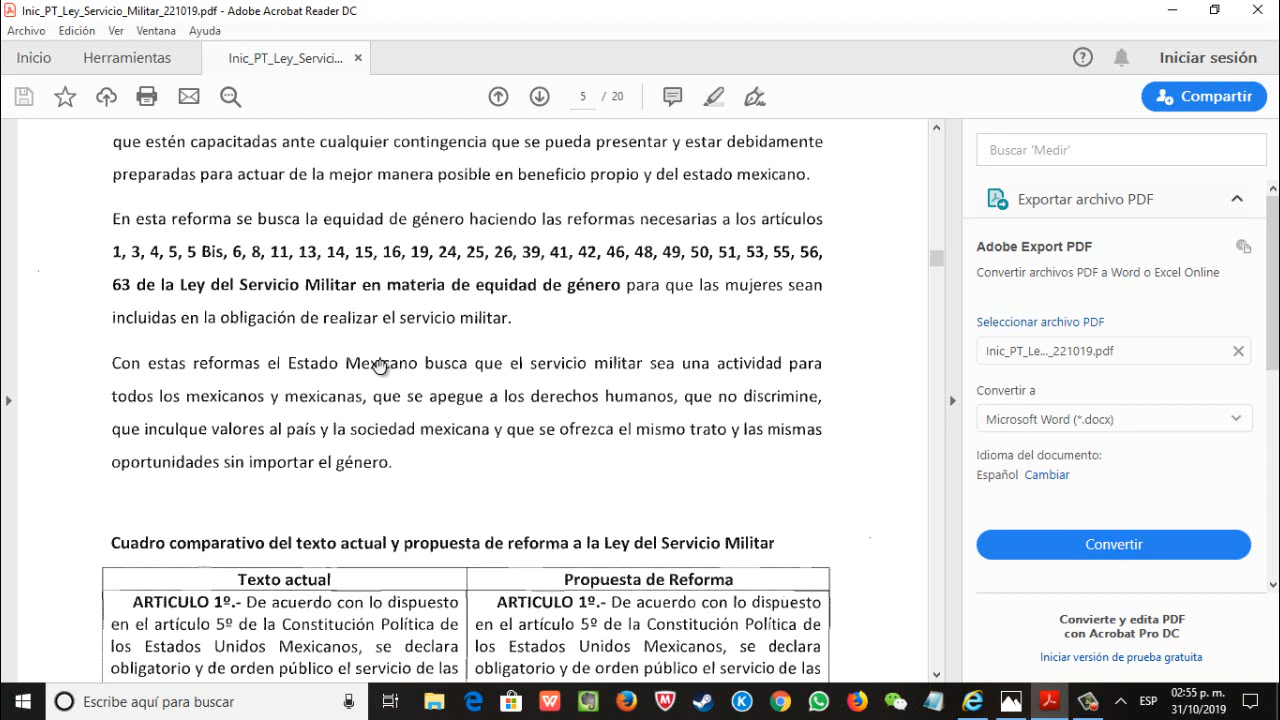 Inic_PT_Ley_Servicio_Militar_221019.pdf - Adobe Acrobat Reader DC
Archivo Edición Ver Ventana Ayuda
Inicio Herramientas Inic_PT_Ley_Servici... ×
Iniciar sesión
5 / 20
Compartir
que estén capacitadas ante cualquier contingencia que se pueda presentar y estar debidamente
preparadas para actuar de la mejor manera posible en beneficio propio y del estado mexicano.
En esta reforma se busca la equidad de género haciendo las reformas necesarias a los artículos
1, 3, 4, 5, 5 Bis, 6, 8, 11, 13, 14, 15, 16, 19, 24, 25, 26, 39, 41, 42, 46, 48, 49, 50, 51, 53, 55, 56,
63 de la Ley del Servicio Militar en materia de equidad de género para que las mujeres sean
incluidas en la obligación de realizar el servicio militar.
Con estas reformas el Estado Mexicano busca que el servicio militar sea una actividad para
todos los mexicanos y mexicanas, que se apegue a los derechos humanos, que no discrimine,
que inculque valores al país y la sociedad mexicana y que se ofrezca el mismo trato y las mismas
oportunidades sin importar el género.
Cuadro comparativo del texto actual y propuesta de reforma a la Ley del Servicio Militar
Texto actual
ARTICULO 1º.- De acuerdo con lo dispuesto
en el artículo 5º de la Constitución Política de
los Estados Unidos Mexicanos, se declara
obligatorio y de orden público el servicio de las
Propuesta de Reforma
ARTICULO 1º.- De acuerdo con lo dispuesto
en el artículo 5º de la Constitución Política de
los Estados Unidos Mexicanos, se declara
obligatorio y de orden público el servicio de las
Buscar 'Medir'
Exportar archivo PDF
Adobe Export PDF
Convertir archivos PDF a Word o Excel Online
Seleccionar archivo PDF
Inic_PT_Le..._221019.pdf
Convertir a
Microsoft Word (*.docx)
Idioma del documento:
Español Cambiar
Convertir
Convierte y edita PDF
con Acrobat Pro DC
Iniciar versión de prueba gratuita
Escribe aquí para buscar
ESP
02:55 p. m.
31/10/2019